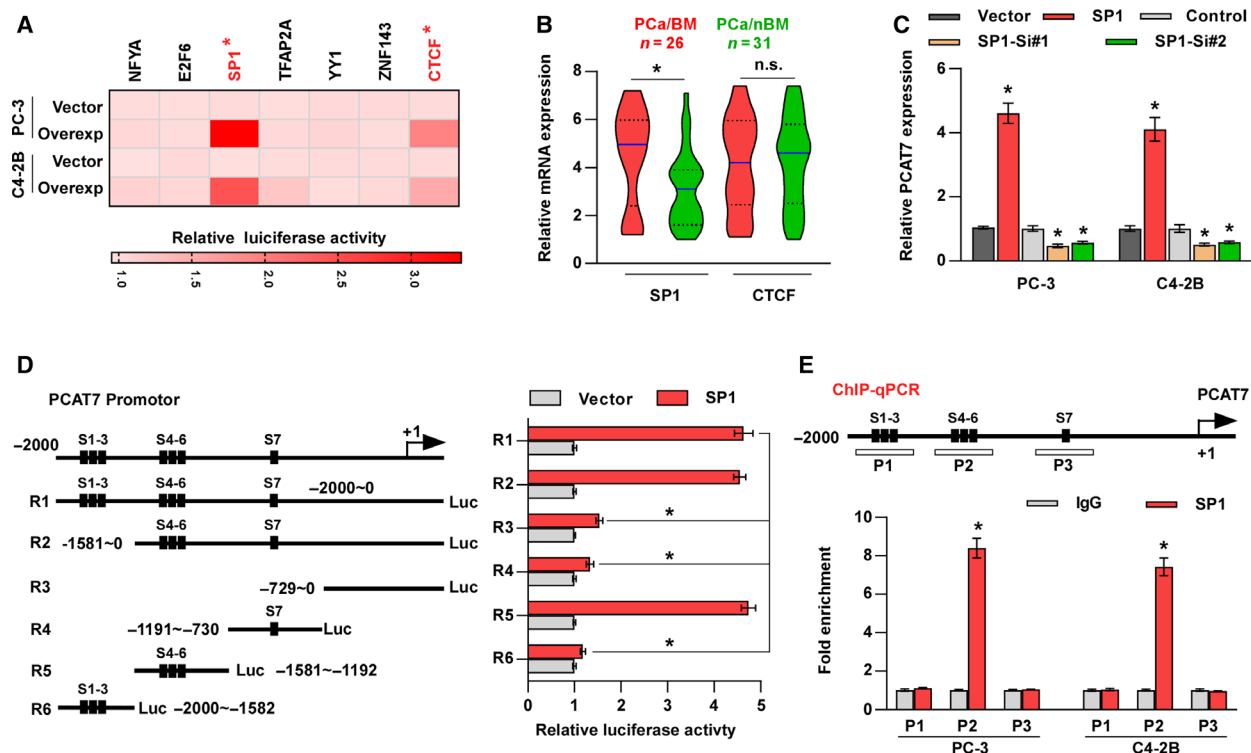 A
NFYA
E2F6
SP1*
TFAP2A
YY1
ZNF143
CTCF*
PC-3
Vector
Overexp
C4-2B
Vector
Overexp
Relative luiciferase activity
1.0
1.5
2.0
2.5
3.0
B
PCa/BM PCa/nBM
n = 26 n = 31
* n.s.
Relative mRNA expression
8
6
4
2
0
SP1 CTCF
C
Vector SP1 Control
SP1-Si#1 SP1-Si#2
Relative PCAT7 expression
6
4
2
0
* * * * * *
PC-3 C4-2B
D
PCAT7 Promotor
–2000 S1-3 S4-6 S7 +1
R1 S1-3 S4-6 S7 –2000~0 Luc
R2 -1581~0 S4-6 S7 Luc
R3 –729~0 Luc
R4 –1191~–730 S7 Luc
R5 S4-6 Luc –1581~–1192
R6 S1-3 Luc –2000~–1582
Vector SP1
R1
R2
R3 *
R4 *
R5
R6 *
0 1 2 3 4 5
Relative luciferase activty
E
ChIP-qPCR PCAT7
–2000 S1-3 S4-6 S7 +1
P1 P2 P3
IgG SP1
Fold enrichment
10
8
6
4
2
0
* *
P1 P2 P3 P1 P2 P3
PC-3 C4-2B